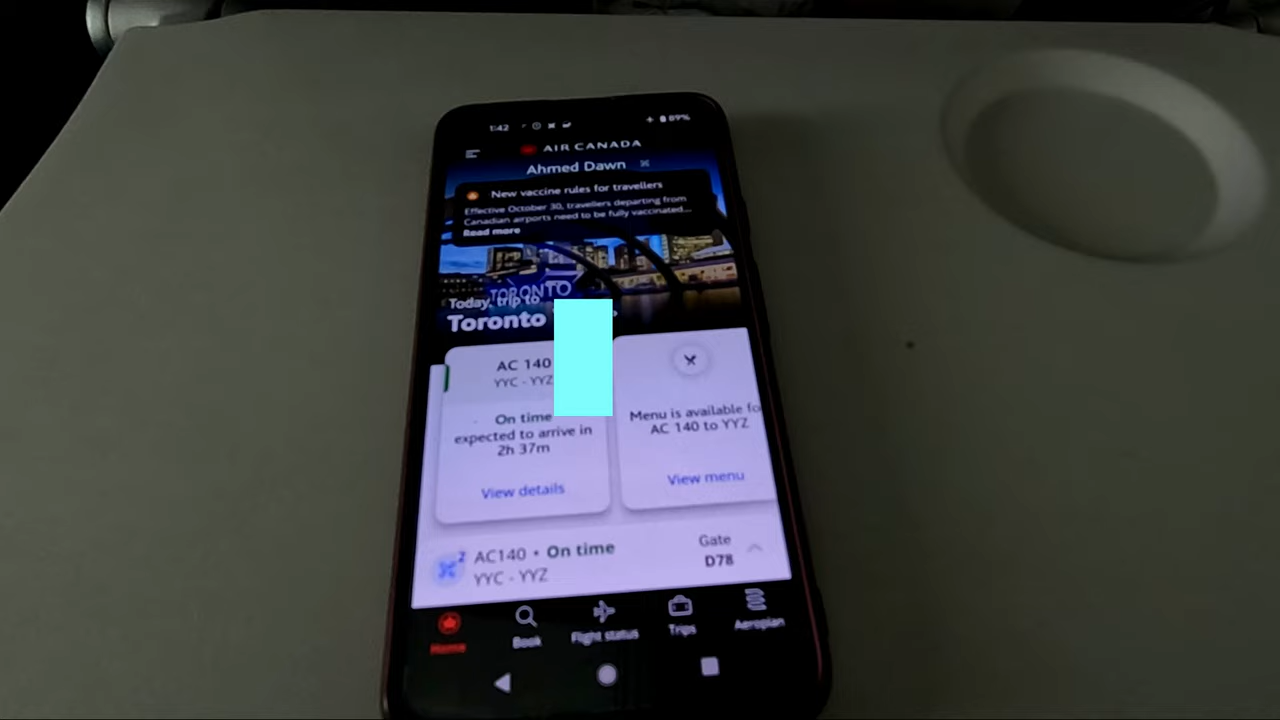 1:42
89%
AIR CANADA
Ahmed Dawn
New vaccine rules for travellers
Effective October 30, travellers departing from
Canadian airports need to be fully vaccinated...
Read more
TORONTO
Today, trip to
Toronto
AC 140
YYC - YYZ
On time
expected to arrive in
2h 37m
View details
Menu is available fo
AC 140 to YYZ
View menu
2
AC140 • On time
YYC - YYZ
Gate
D78
Home
Book
Flight status
Trips
Aeroplan